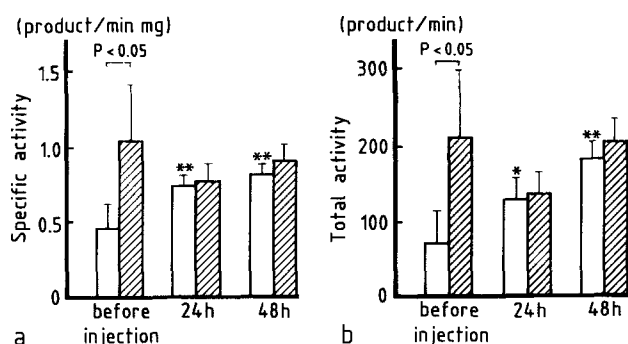 (product/min mg)
P < 0.05
1.5
1.0
0.5
0
Specific activity
**
**
before
injection
24h
48h
a
(product/min)
P < 0.05
300
200
100
0
Total activity
*
**
before
injection
24h
48h
b